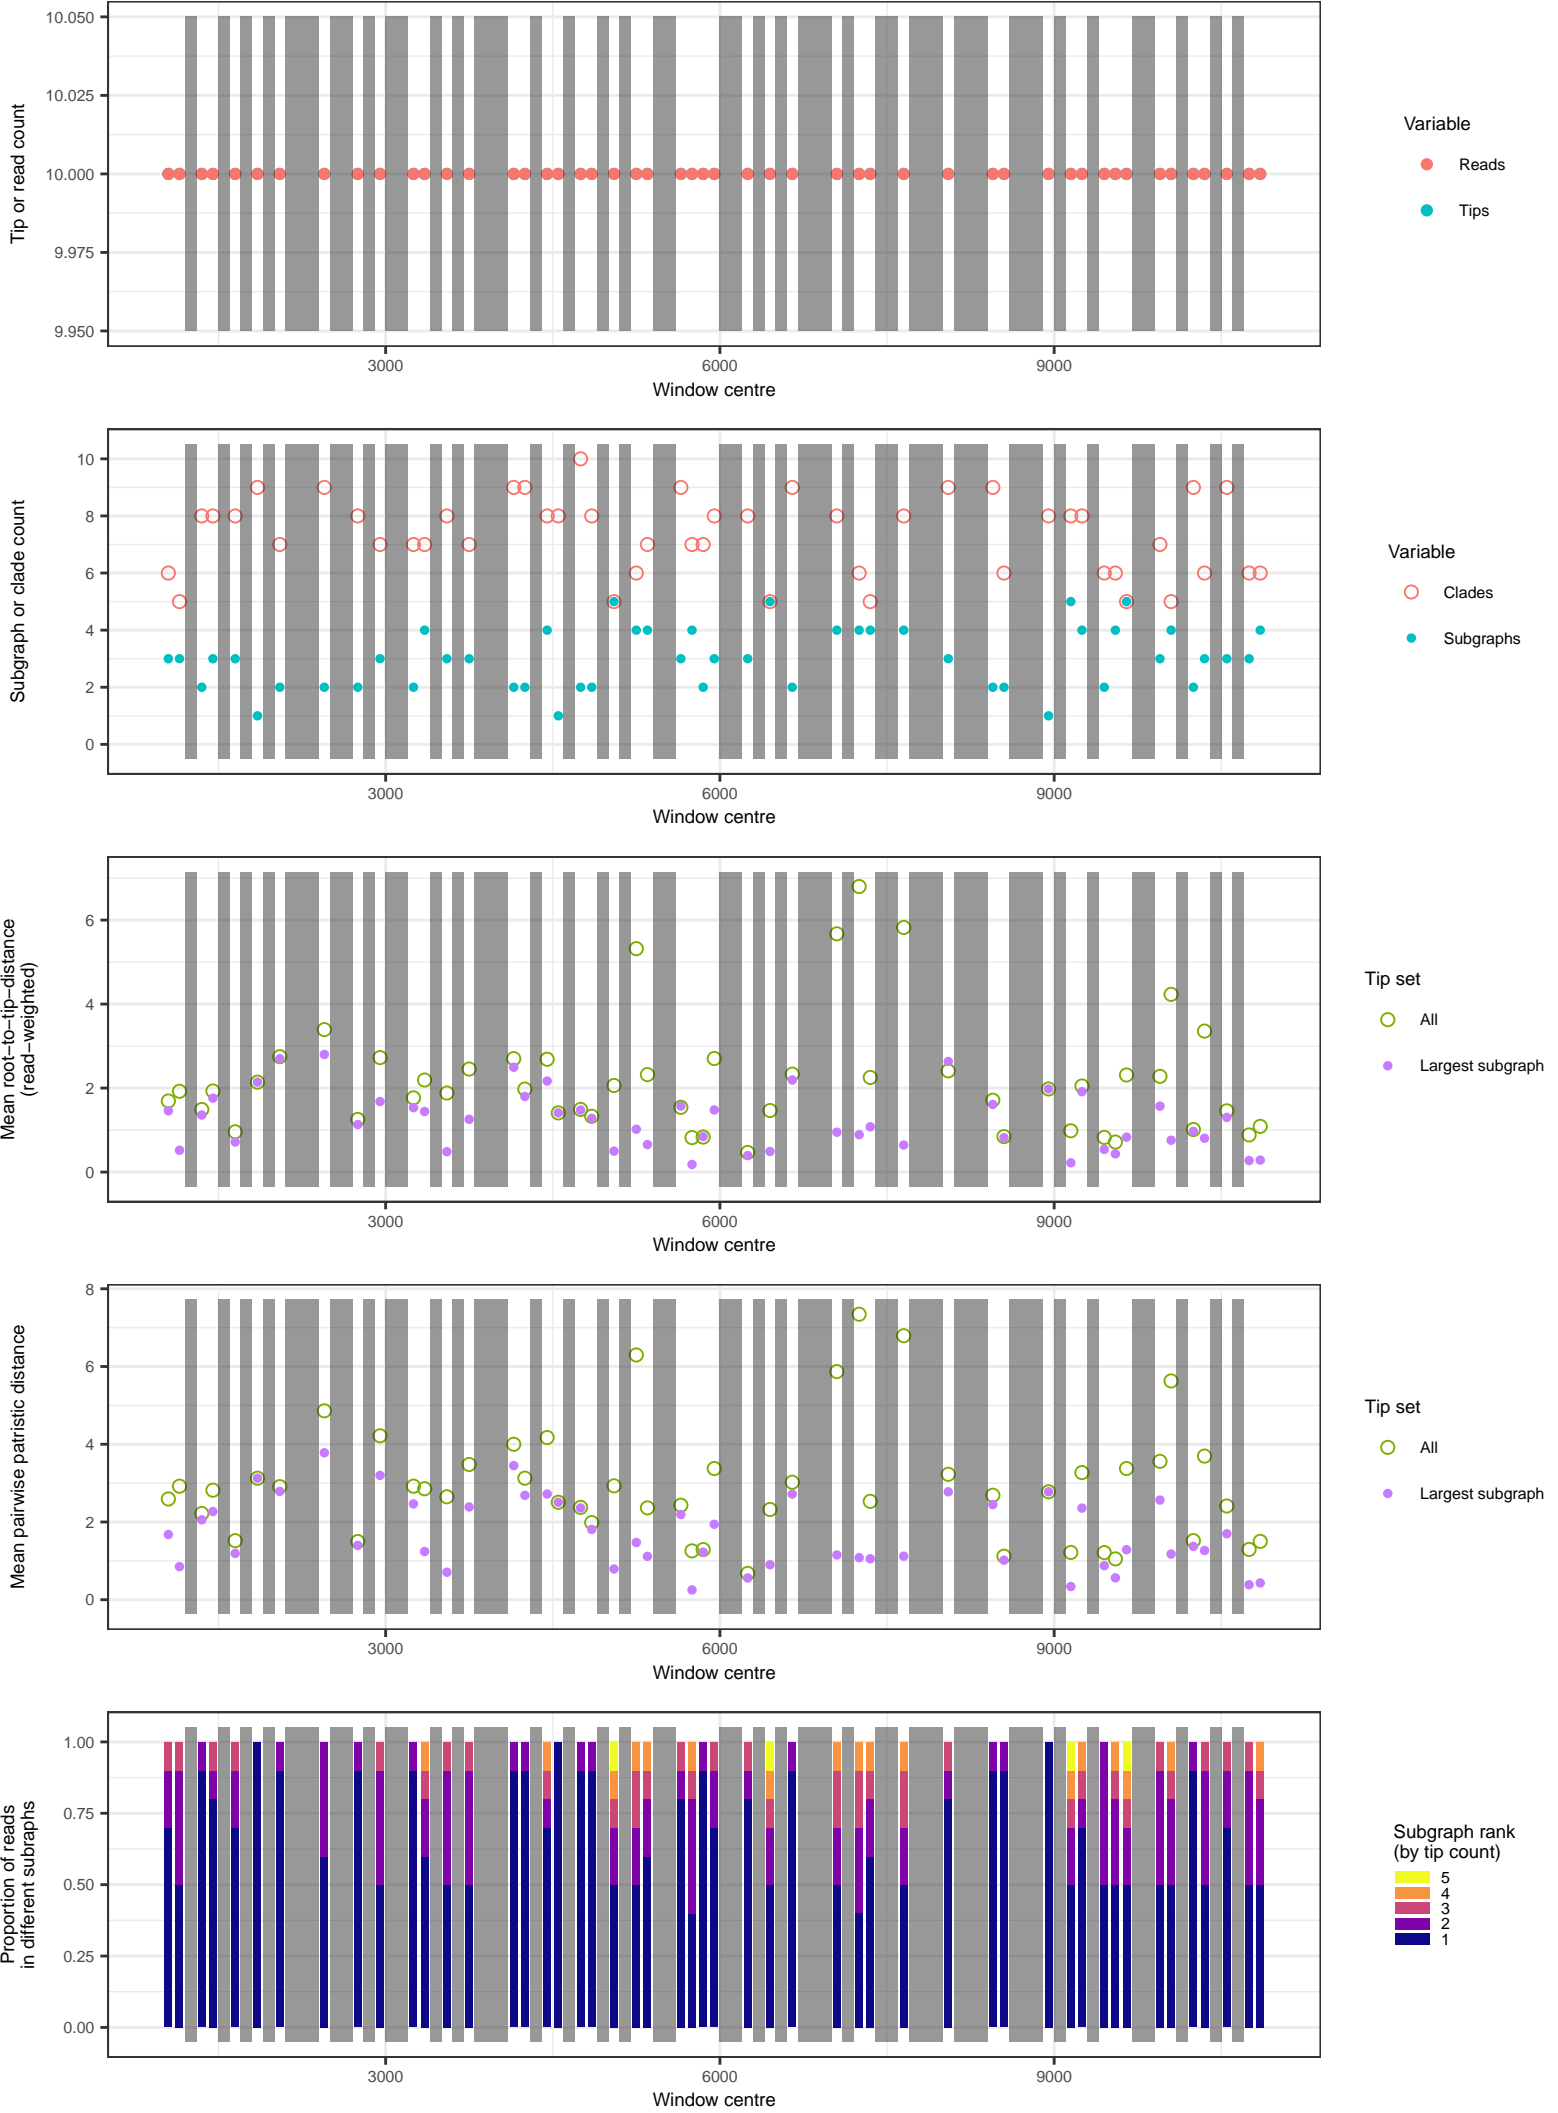 10.050
10.025
10.000
9.975
9.950
Tip or read count
3000
6000
9000
Window centre
Variable
Reads
Tips
10
8
6
4
2
0
Subgraph or clade count
3000
6000
9000
Window centre
Variable
Clades
Subgraphs
6
4
2
0
Mean root−to−tip−distance
(read−weighted)
3000
6000
9000
Window centre
Tip set
All
Largest subgraph
8
6
4
2
0
Mean pairwise patristic distance
3000
6000
9000
Window centre
Tip set
All
Largest subgraph
1.00
0.75
0.50
0.25
0.00
Proportion of reads
in different subraphs
3000
6000
9000
Window centre
Subgraph rank
(by tip count)
5
4
3
2
1